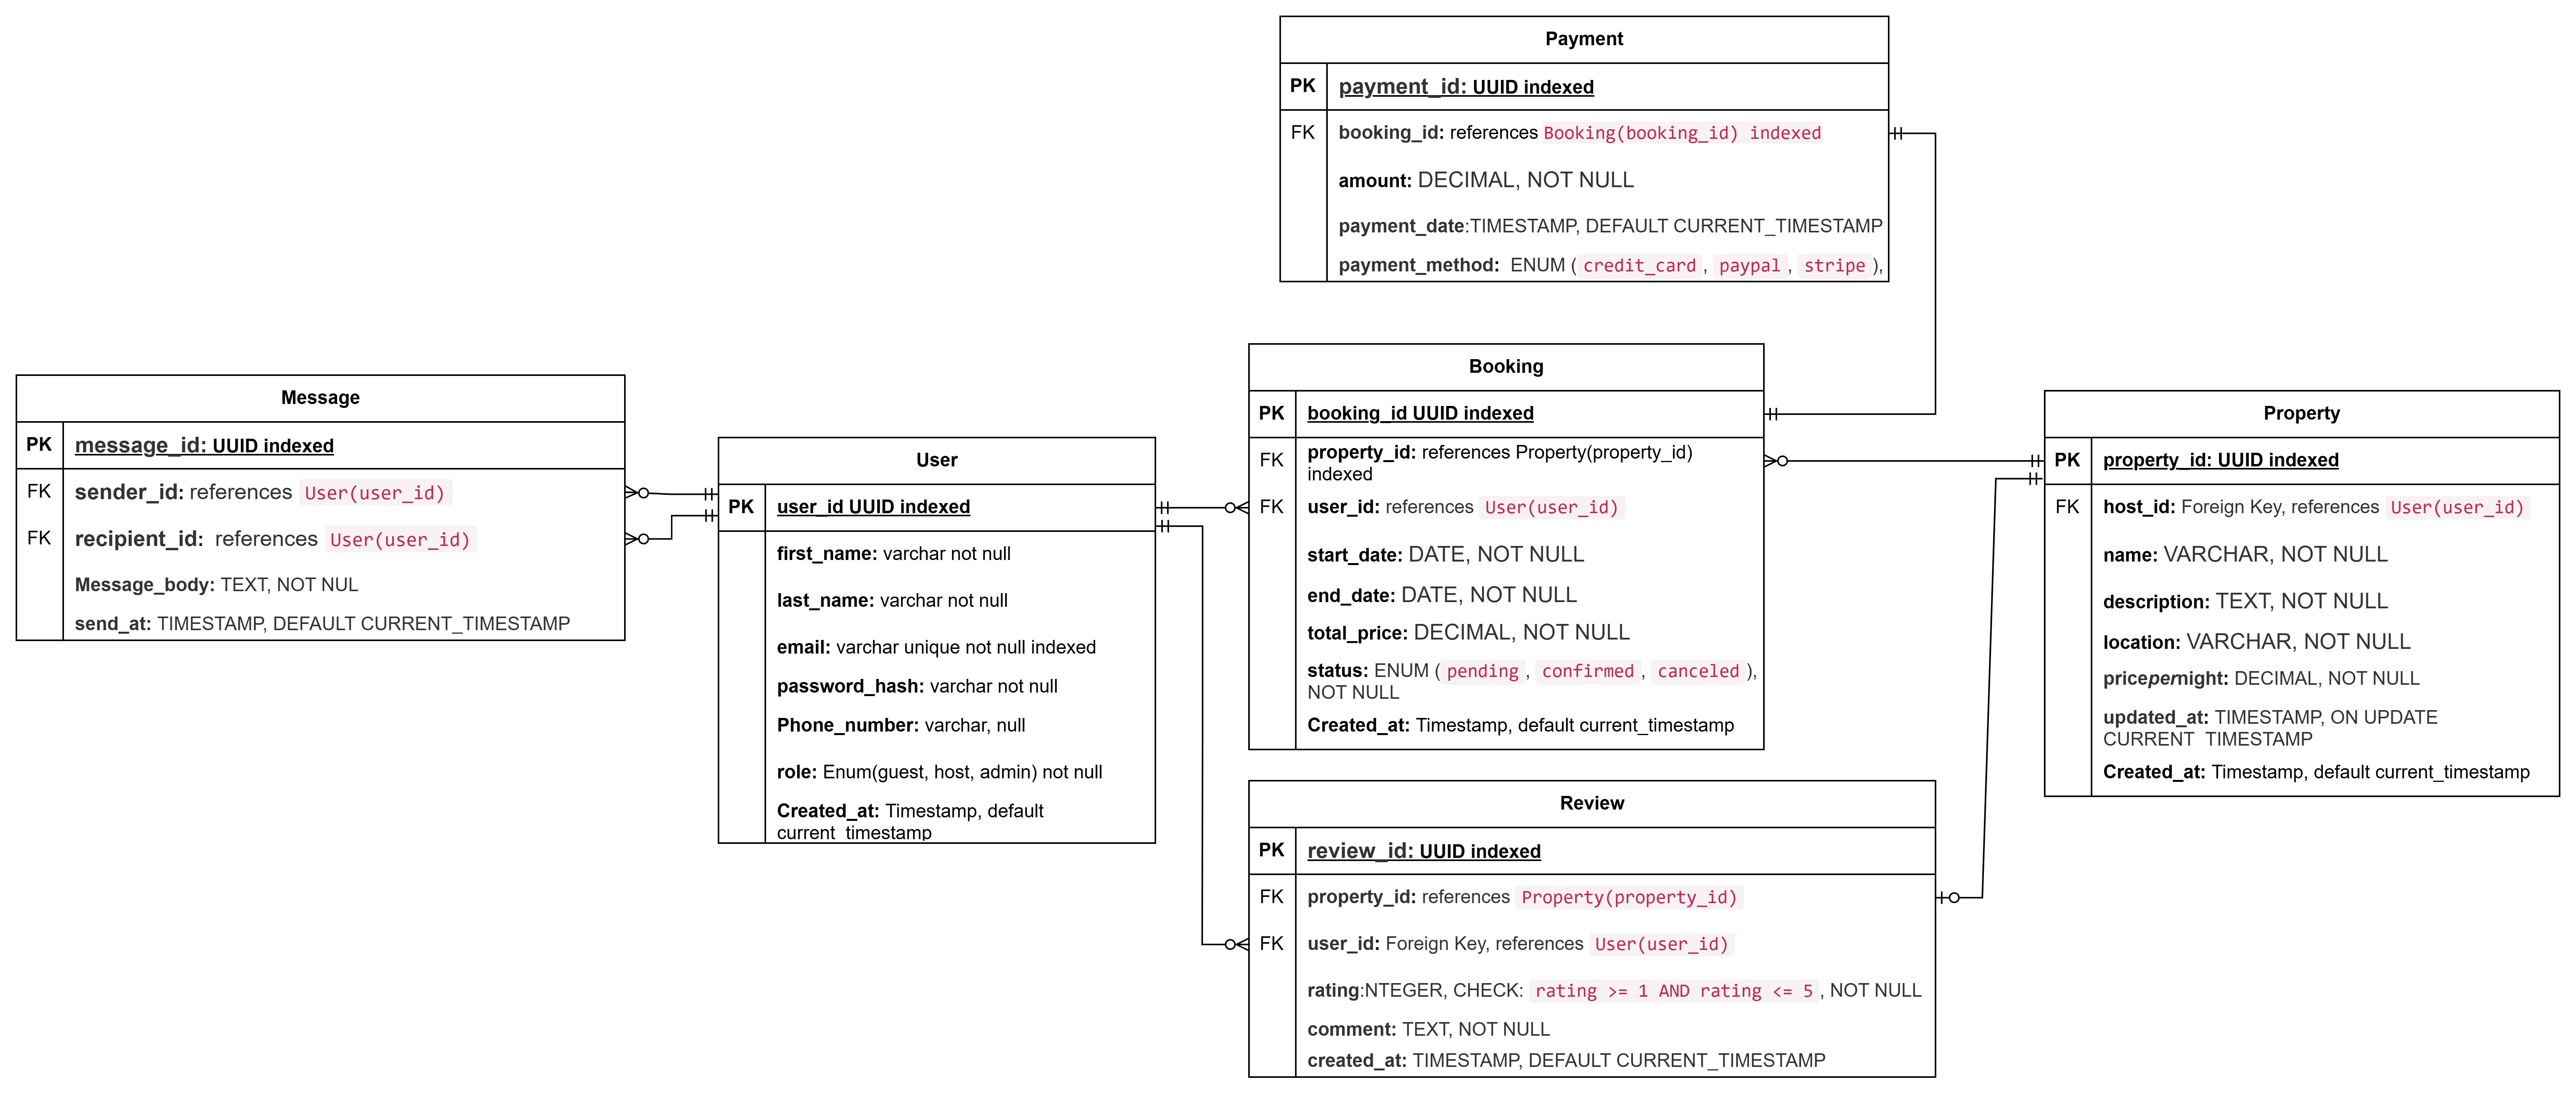 Payment
PK payment_id: UUID indexed
FK booking_id: references Booking(booking_id) indexed
amount: DECIMAL, NOT NULL
payment_date:TIMESTAMP, DEFAULT CURRENT_TIMESTAMP
payment_method: ENUM (credit_card, paypal, stripe),
Message
PK message_id: UUID indexed
FK sender_id: references User(user_id)
FK recipient_id: references User(user_id)
Message_body: TEXT, NOT NUL
send_at: TIMESTAMP, DEFAULT CURRENT_TIMESTAMP
User
PK user_id UUID indexed
first_name: varchar not null
last_name: varchar not null
email: varchar unique not null indexed
password_hash: varchar not null
Phone_number: varchar, null
role: Enum(guest, host, admin) not null
Created_at: Timestamp, default
current_timestamp
Booking
PK booking_id UUID indexed
FK property_id: references Property(property_id)
indexed
FK user_id: references User(user_id)
start_date: DATE, NOT NULL
end_date: DATE, NOT NULL
total_price: DECIMAL, NOT NULL
status: ENUM (pending, confirmed, canceled),
NOT NULL
Created_at: Timestamp, default current_timestamp
Property
PK property_id: UUID indexed
FK host_id: Foreign Key, references User(user_id)
name: VARCHAR, NOT NULL
description: TEXT, NOT NULL
location: VARCHAR, NOT NULL
pricepernight: DECIMAL, NOT NULL
updated_at: TIMESTAMP, ON UPDATE
CURRENT_TIMESTAMP
Created_at: Timestamp, default current_timestamp
Review
PK review_id: UUID indexed
FK property_id: references Property(property_id)
FK user_id: Foreign Key, references User(user_id)
rating:NTEGER, CHECK: rating >= 1 AND rating <= 5, NOT NULL
comment: TEXT, NOT NULL
created_at: TIMESTAMP, DEFAULT CURRENT_TIMESTAMP